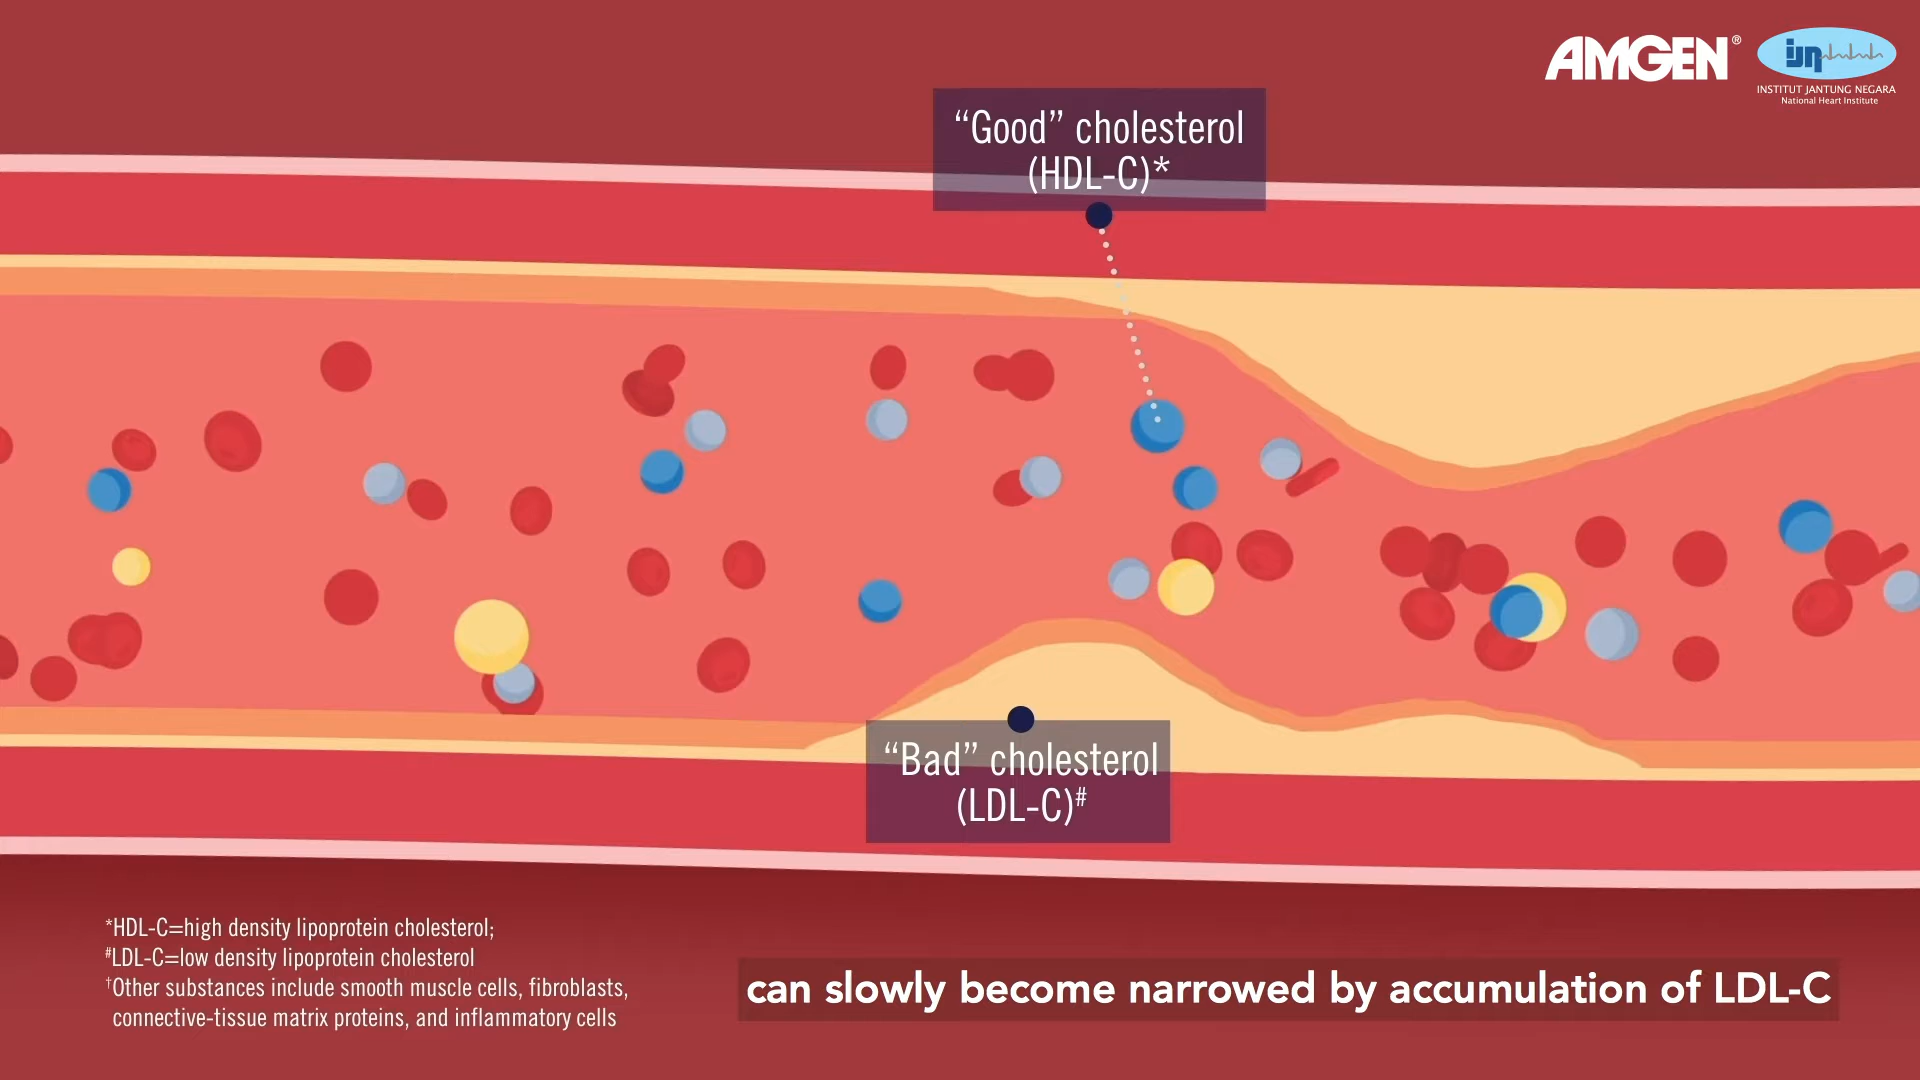 AMGEN®
ijn
INSTITUT JANTUNG NEGARA
National Heart Institute
“Good” cholesterol
(HDL-C)*
“Bad” cholesterol
(LDL-C)#
*HDL-C=high density lipoprotein cholesterol;
#LDL-C=low density lipoprotein cholesterol
†Other substances include smooth muscle cells, fibroblasts,
connective-tissue matrix proteins, and inflammatory cells
can slowly become narrowed by accumulation of LDL-C